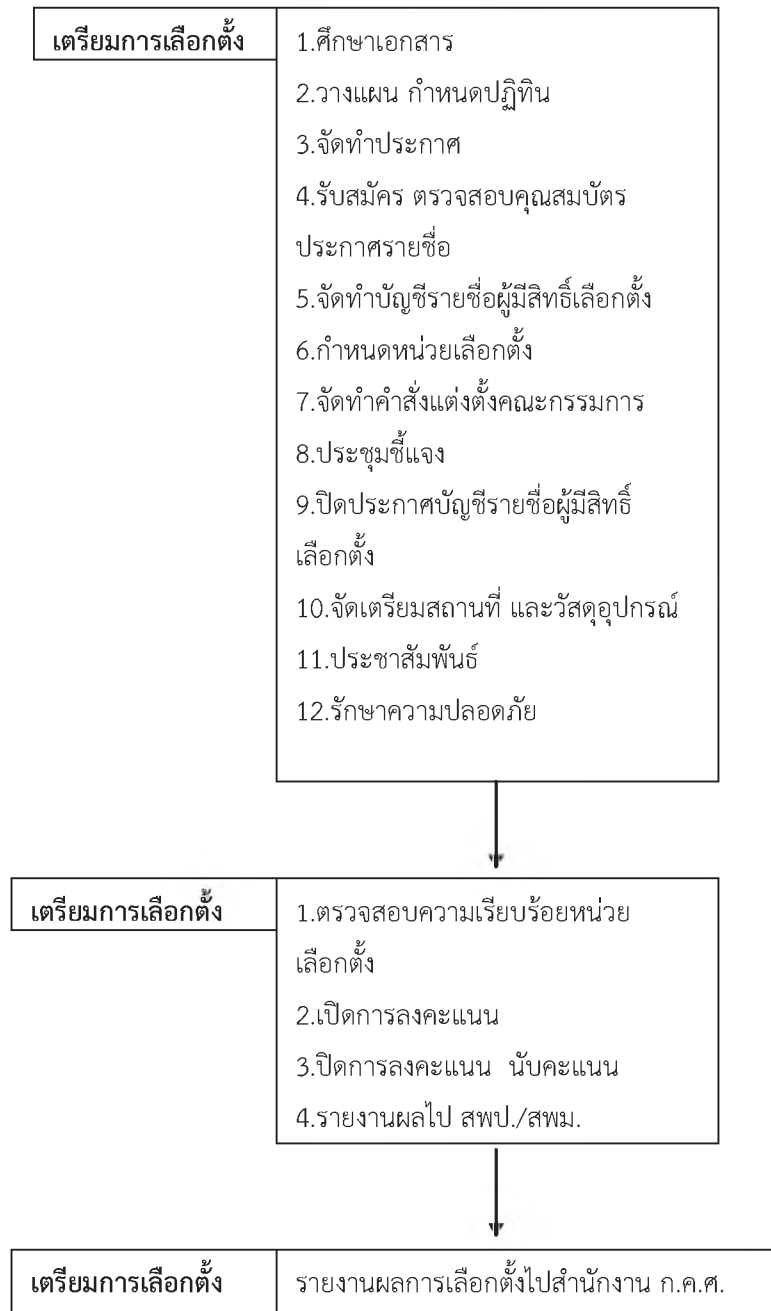 เตรียมการเลือกตั้ง
1.ศึกษาเอกสาร
2.วางแผน กำหนดปฏิทิน
3.จัดทำประกาศ
4.รับสมัคร ตรวจสอบคุณสมบัตร
ประกาศรายชื่อ
5.จัดทำบัญชีรายชื่อผู้มีสิทธิ์เลือกตั้ง
6.กำหนดหน่วยเลือกตั้ง
7.จัดทำคำสั่งแต่งตั้งคณะกรรมการ
8.ประชุมชี้แจง
9.ปิดประกาศบัญชีรายชื่อผู้มีสิทธิ์
เลือกตั้ง
10.จัดเตรียมสถานที่ และวัสดุอุปกรณ์
11.ประชาสัมพันธ์
12.รักษาความปลอดภัย
เตรียมการเลือกตั้ง
1.ตรวจสอบความเรียบร้อยหน่วย
เลือกตั้ง
2.เปิดการลงคะแนน
3.ปิดการลงคะแนน นับคะแนน
4.รายงานผลไป สพป./สพม.
เตรียมการเลือกตั้ง
รายงานผลการเลือกตั้งไปสำนักงาน ก.ค.ศ.